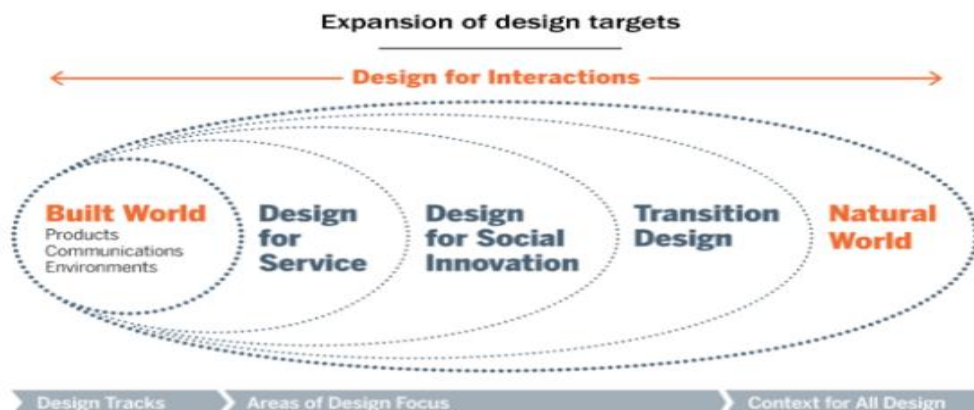 Expansion of design targets
Design for Interactions
Built World
Products
Communications
Environments
Design
for
Service
Design
for Social
Innovation
Transition
Design
Natural
World
Design Tracks
Areas of Design Focus
Context for All Design